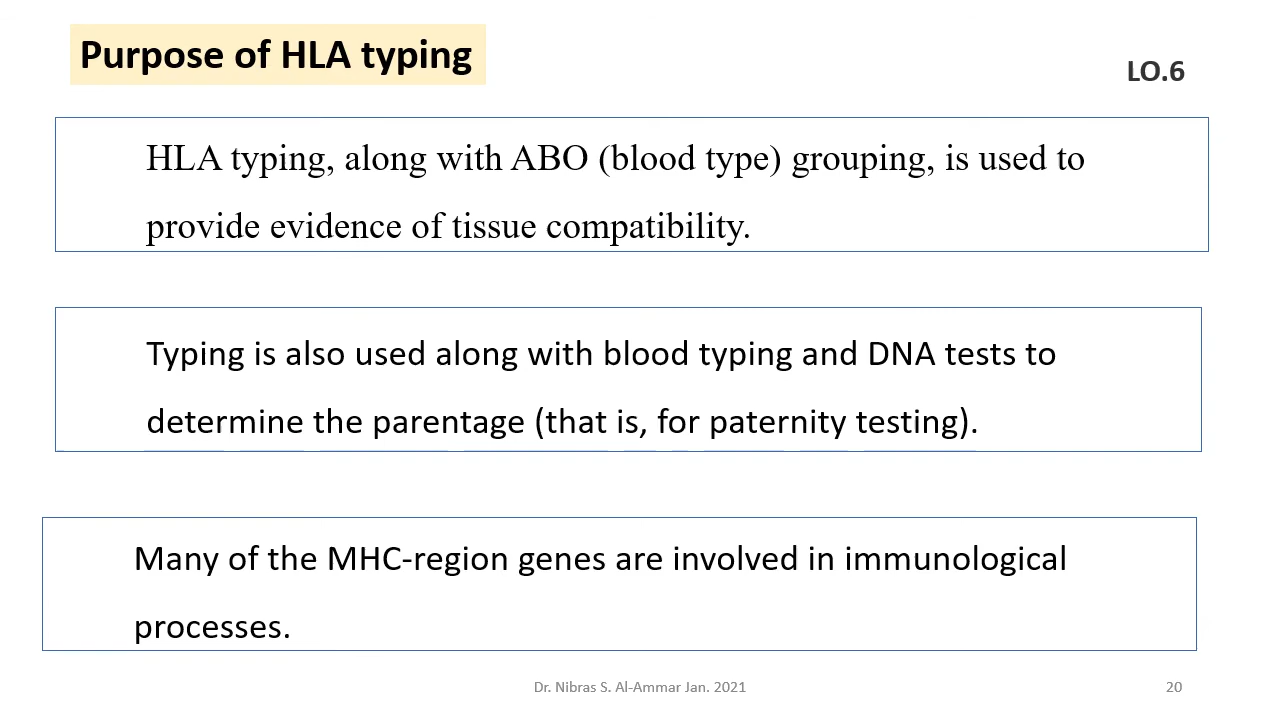 Purpose of HLA typing
LO.6
HLA typing, along with ABO (blood type) grouping, is used to
provide evidence of tissue compatibility.
Typing is also used along with blood typing and DNA tests to
determine the parentage (that is, for paternity testing).
Many of the MHC-region genes are involved in immunological
processes.
Dr. Nibras S. Al-Ammar Jan. 2021
20